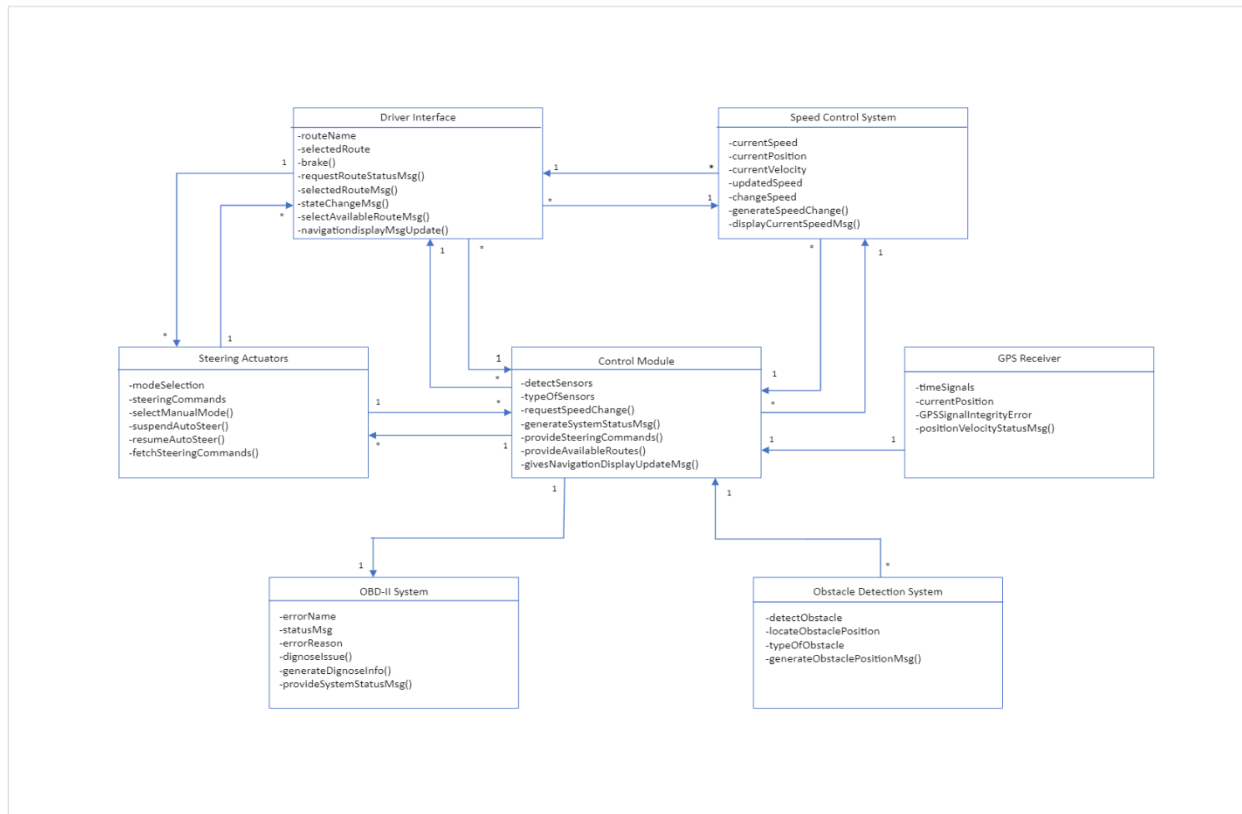 Driver Interface
-routeName
-selectedRoute
-brake()
-requestRouteStatusMsg()
-selectedRouteMsg()
-stateChangeMsg()
-selectAvailableRouteMsg()
-navigationdisplayMsgUpdate()
Speed Control System
-currentSpeed
-currentPosition
-currentVelocity
-updatedSpeed
-changeSpeed
-generateSpeedChange()
-displayCurrentSpeedMsg()
1
*
1
*
*
1
1
*
*
1
*
1
Steering Actuators
-modeSelection
-steeringCommands
-selectManualMode()
-suspendAutoSteer()
-resumeAutoSteer()
-fetchSteeringCommands()
Control Module
-detectSensors
-typeOfSensors
-requestSpeedChange()
-generateSystemStatusMsg()
-provideSteeringCommands()
-provideAvailableRoutes()
-givesNavigationDisplayUpdateMsg()
GPS Receiver
-timeSignals
-currentPosition
-GPSSignalIntegrityError
-positionVelocityStatusMsg()
1
*
1
1
*
*
1
*
*
1
1
1
1
1
1
*
OBD-II System
-errorName
-statusMsg
-errorReason
-dignoseIssue()
-generateDignoseInfo()
-provideSystemStatusMsg()
Obstacle Detection System
-detectObstacle
-locateObstaclePosition
-typeOfObstacle
-generateObstaclePositionMsg()